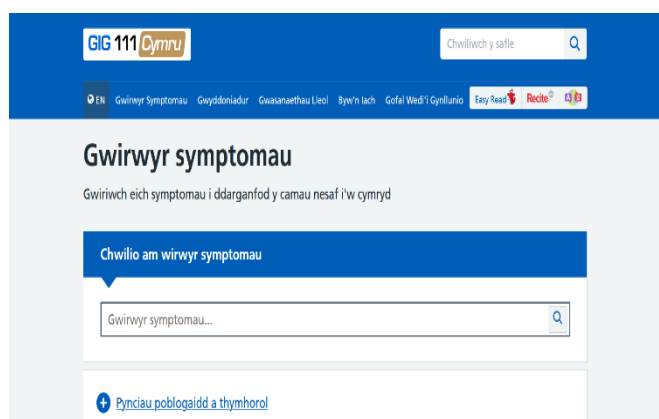 GIG 111 Cymru
Chwiliwch y safle
EN Gwirwyr Symptomau Gwyddoniadur Gwasanaethau Lleol Byw'n Iach Gofal Wedi'i Gynllunio Easy Read Recite
Gwirwyr symptomau
Gwiriwch eich symptomau i ddarganfod y camau nesaf i'w cymryd
Chwilio am wirwyr symptomau
Gwirwyr symptomau...
Pynciau poblogaidd a thymhorol